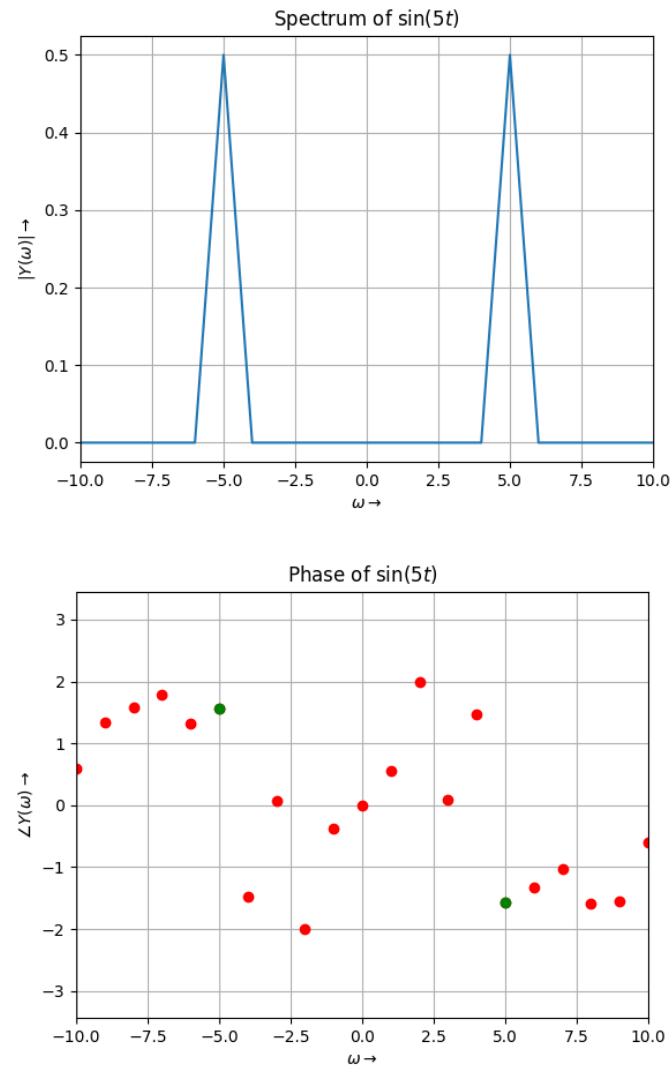 Spectrum of sin(5t)
0.5
0.4
0.3
0.2
0.1
0.0
|Y(ω)|→
−10.0 −7.5 −5.0 −2.5 0.0 2.5 5.0 7.5 10.0
ω→
Phase of sin(5t)
3
2
1
0
−1
−2
−3
∠Y(ω)→
−10.0 −7.5 −5.0 −2.5 0.0 2.5 5.0 7.5 10.0
ω→